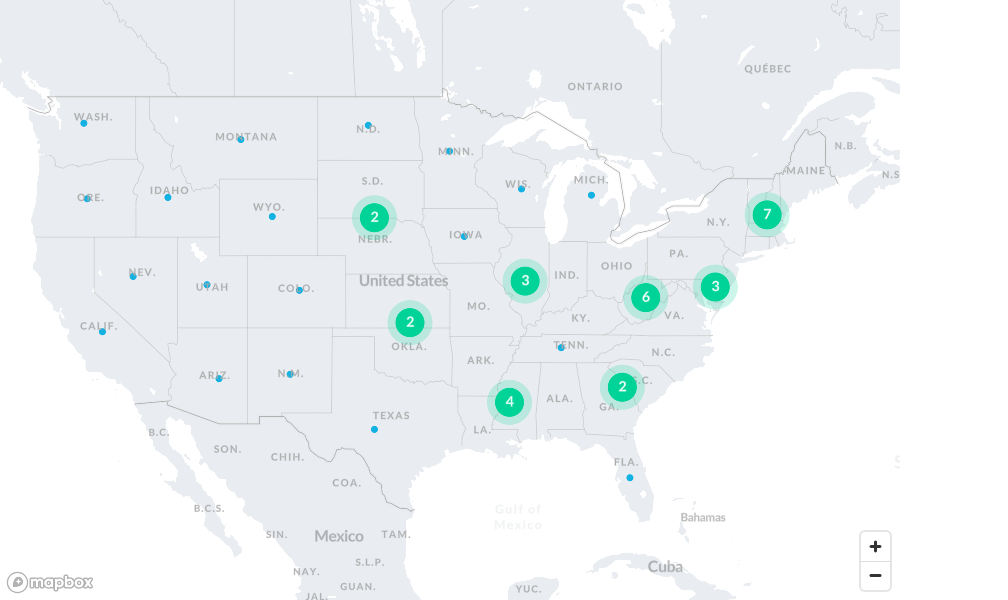 QUÉBEC
ONTARIO
WASH.
MONTANA
N.D.
MINN.
N.B.
MAINE
N.S
ORE.
IDAHO
WYO.
S.D.
WIS.
MICH.
2
7
N.Y.
NEBR.
IOWA
PA.
NEV.
UTAH
COLO.
United States
3
IND.
OHIO
6
3
MO.
KY.
VA.
CALIF.
2
OKLA.
TENN.
N.C.
ARIZ.
N.M.
ARK.
2
S.C.
TEXAS
4
ALA.
GA.
LA.
B.C.
SON.
CHIH.
FLA.
COA.
B.C.S.
Gulf of
Mexico
Bahamas
SIN.
Mexico
TAM.
+
S.L.P.
Cuba
NAY.
−
mapbox
GUAN.
YUC.
JAL.